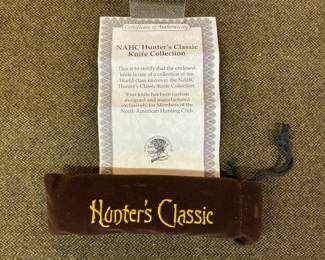 Certificate of Authenticity
NAHC Hunter's Classic
Knife Collection
This is to certify that the enclosed
knife is one of a collection of ten
World-class knives in the NAHC
Hunter's Classic Knife Collection.
Your knife has been custom
designed and manufactured
exclusively for Members of the
North American Hunting Club.
Hunter's Classic